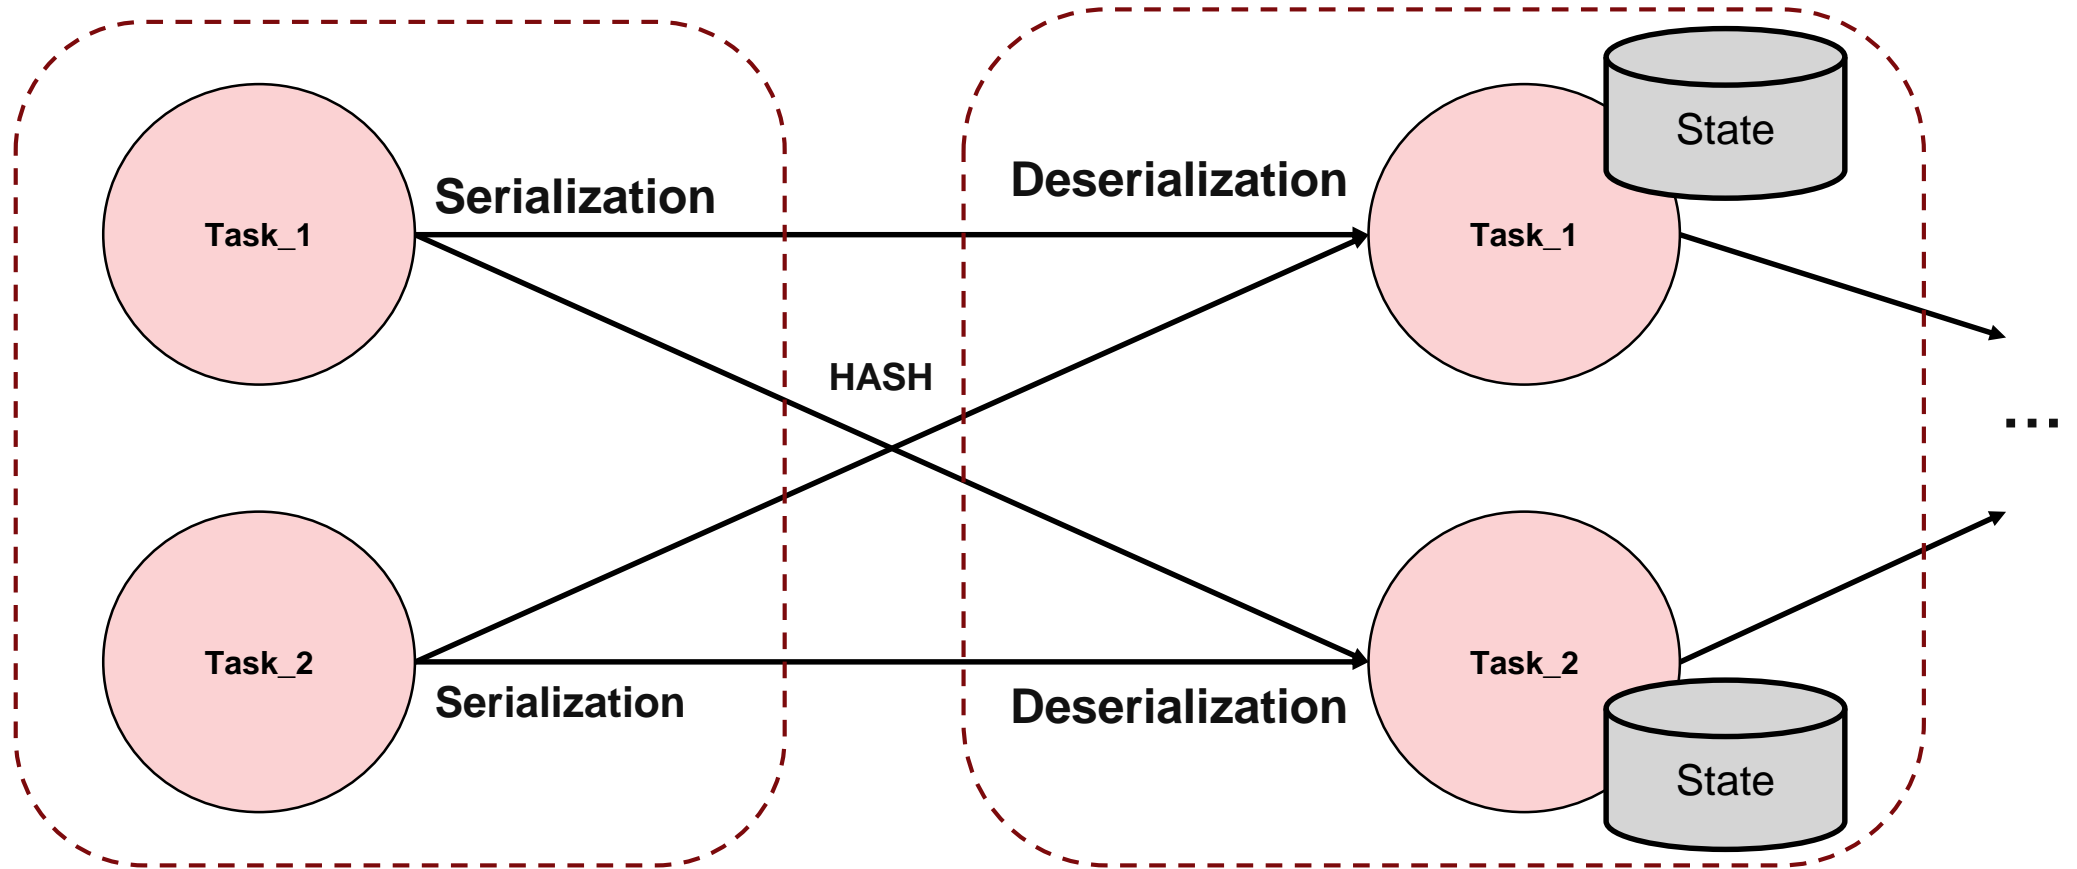 State
Serialization
Deserialization
Task_1
Task_1
HASH
...
Task_2
Task_2
Serialization
Deserialization
State